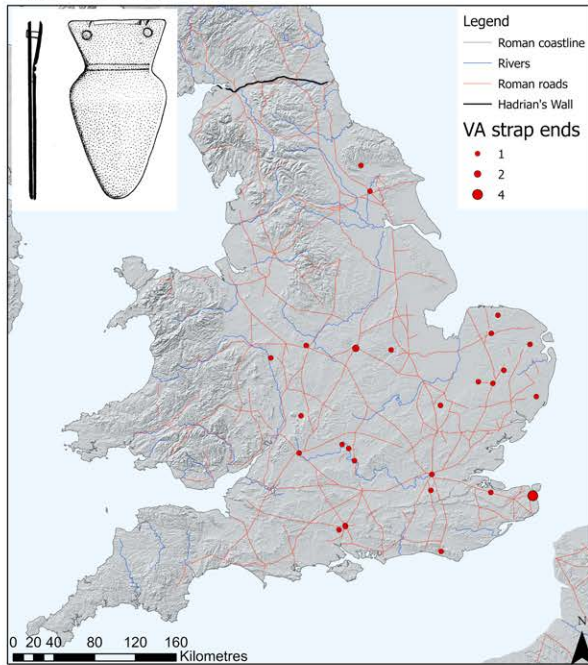 Legend
Roman coastline
Rivers
Roman roads
Hadrian's Wall
VA strap ends
1
2
4
N
0 20 40 80 120 160
Kilometres